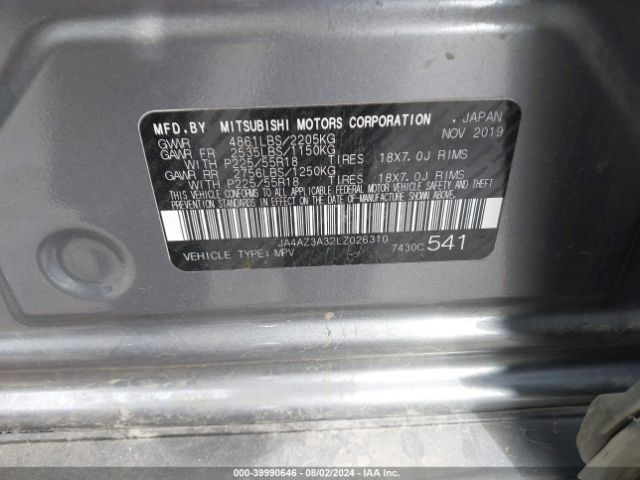 MFD.BY MITSUBISHI MOTORS CORPORATION . JAPAN
GVWR 4861LBS/2205KG NOV 2019
GAWR FR 2535LBS/1150KG
WITH P225/55R18 TIRES 18X7.0J RIMS
GAWR RR 2756LBS/1250KG
WITH P225/55R18 TIRES 18X7.0J RIMS
THIS VEHICLE CONFORMS TO ALL APPLICABLE FEDERAL MOTOR VEHICLE SAFETY AND THEFT
PREVENTION STANDARDS IN EFFECT ON THE DATE OF MANUFACTURE SHOWN ABOVE.
JA4AZ3A32LZ026310
VEHICLE TYPE: MPV 7430C 541
000-39990646 - 08/02/2024 - IAA Inc.